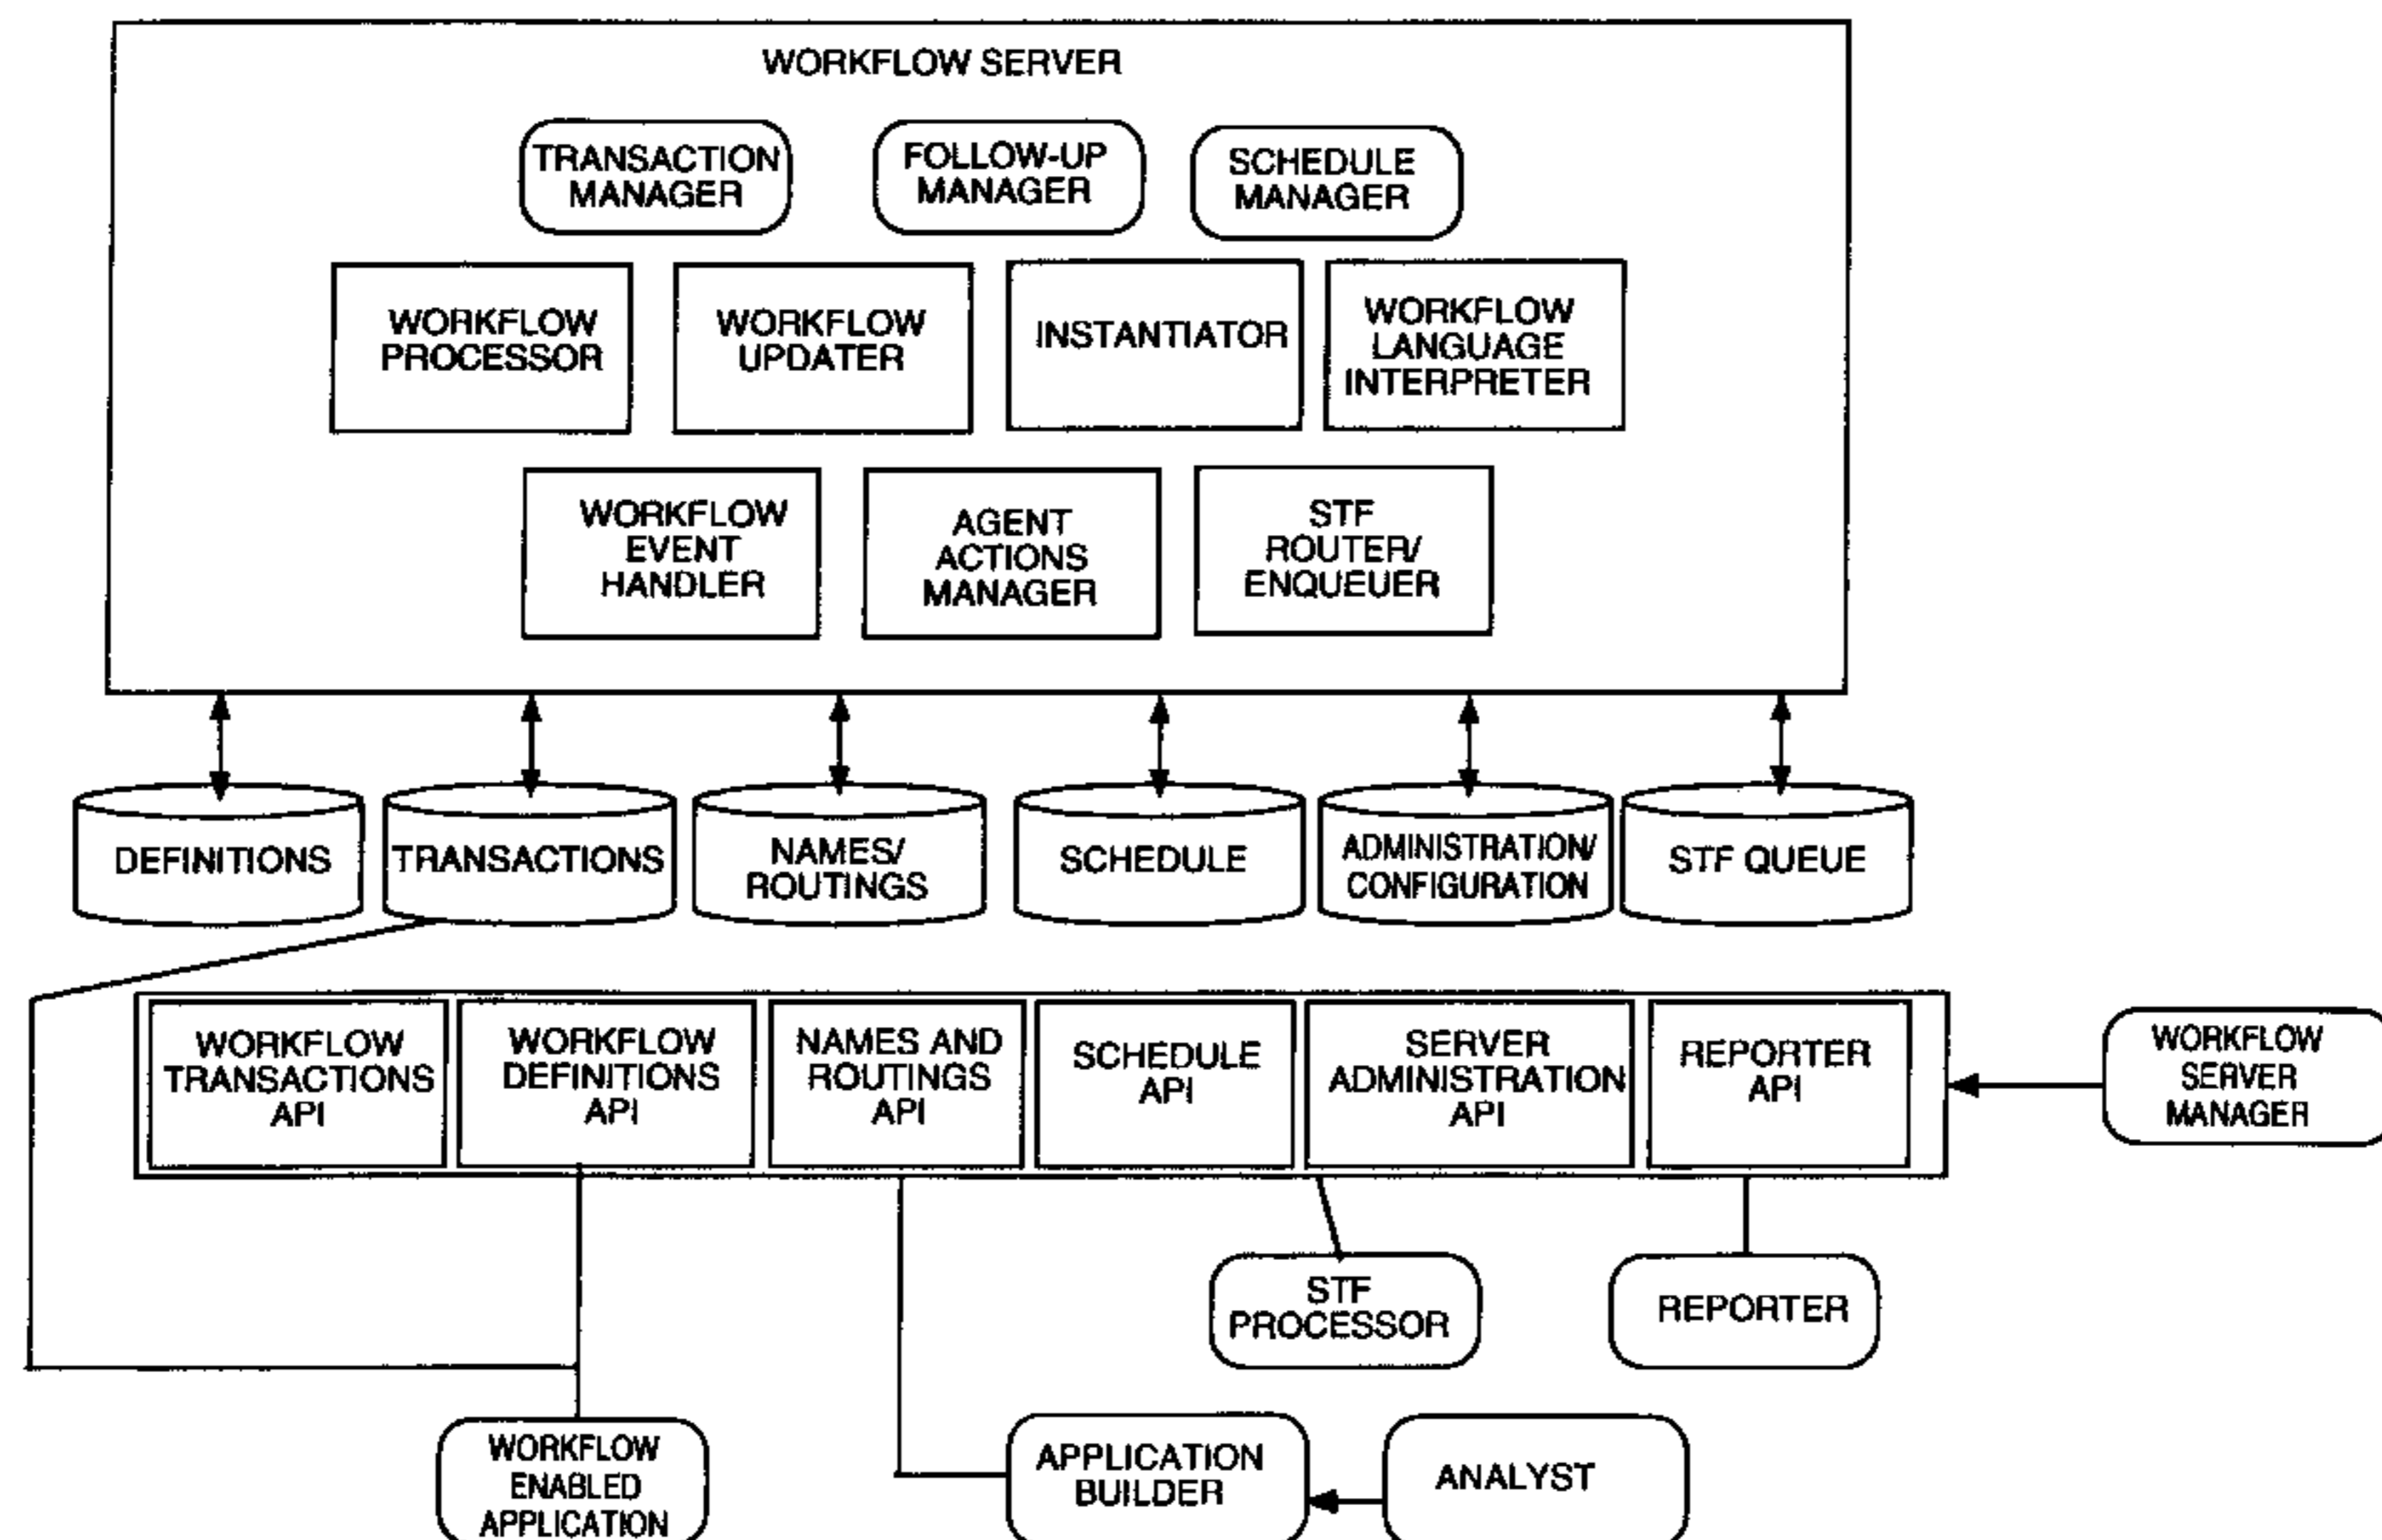 WORKFLOW SERVER
TRANSACTION
MANAGER
FOLLOW-UP
MANAGER
SCHEDULE
MANAGER
WORKFLOW
PROCESSOR
WORKFLOW
UPDATER
INSTANTIATOR
WORKFLOW
LANGUAGE
INTERPRETER
WORKFLOW
EVENT
HANDLER
AGENT
ACTIONS
MANAGER
STF
ROUTER/
ENQUEUER
DEFINITIONS
TRANSACTIONS
NAMES/
ROUTINGS
SCHEDULE
ADMINISTRATION/
CONFIGURATION
STF QUEUE
WORKFLOW
TRANSACTIONS
API
WORKFLOW
DEFINITIONS
API
NAMES AND
ROUTINGS
API
SCHEDULE
API
SERVER
ADMINISTRATION
API
REPORTER
API
WORKFLOW
SERVER
MANAGER
STF
PROCESSOR
REPORTER
WORKFLOW
ENABLED
APPLICATION
APPLICATION
BUILDER
ANALYST